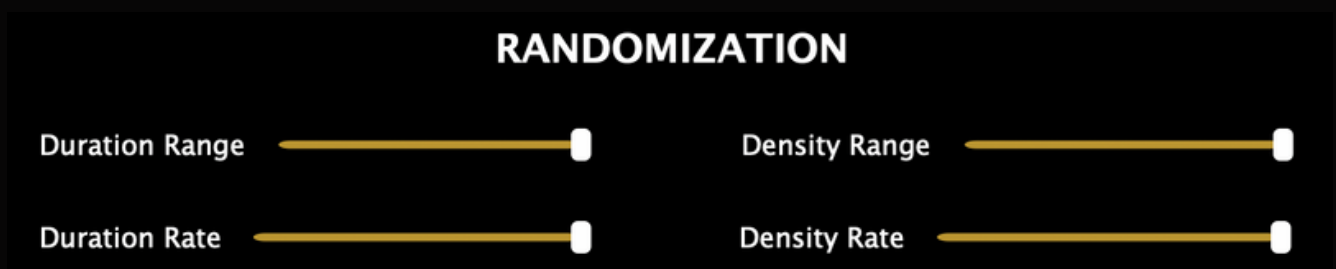 RANDOMIZATION
Duration Range
Density Range
Duration Rate
Density Rate